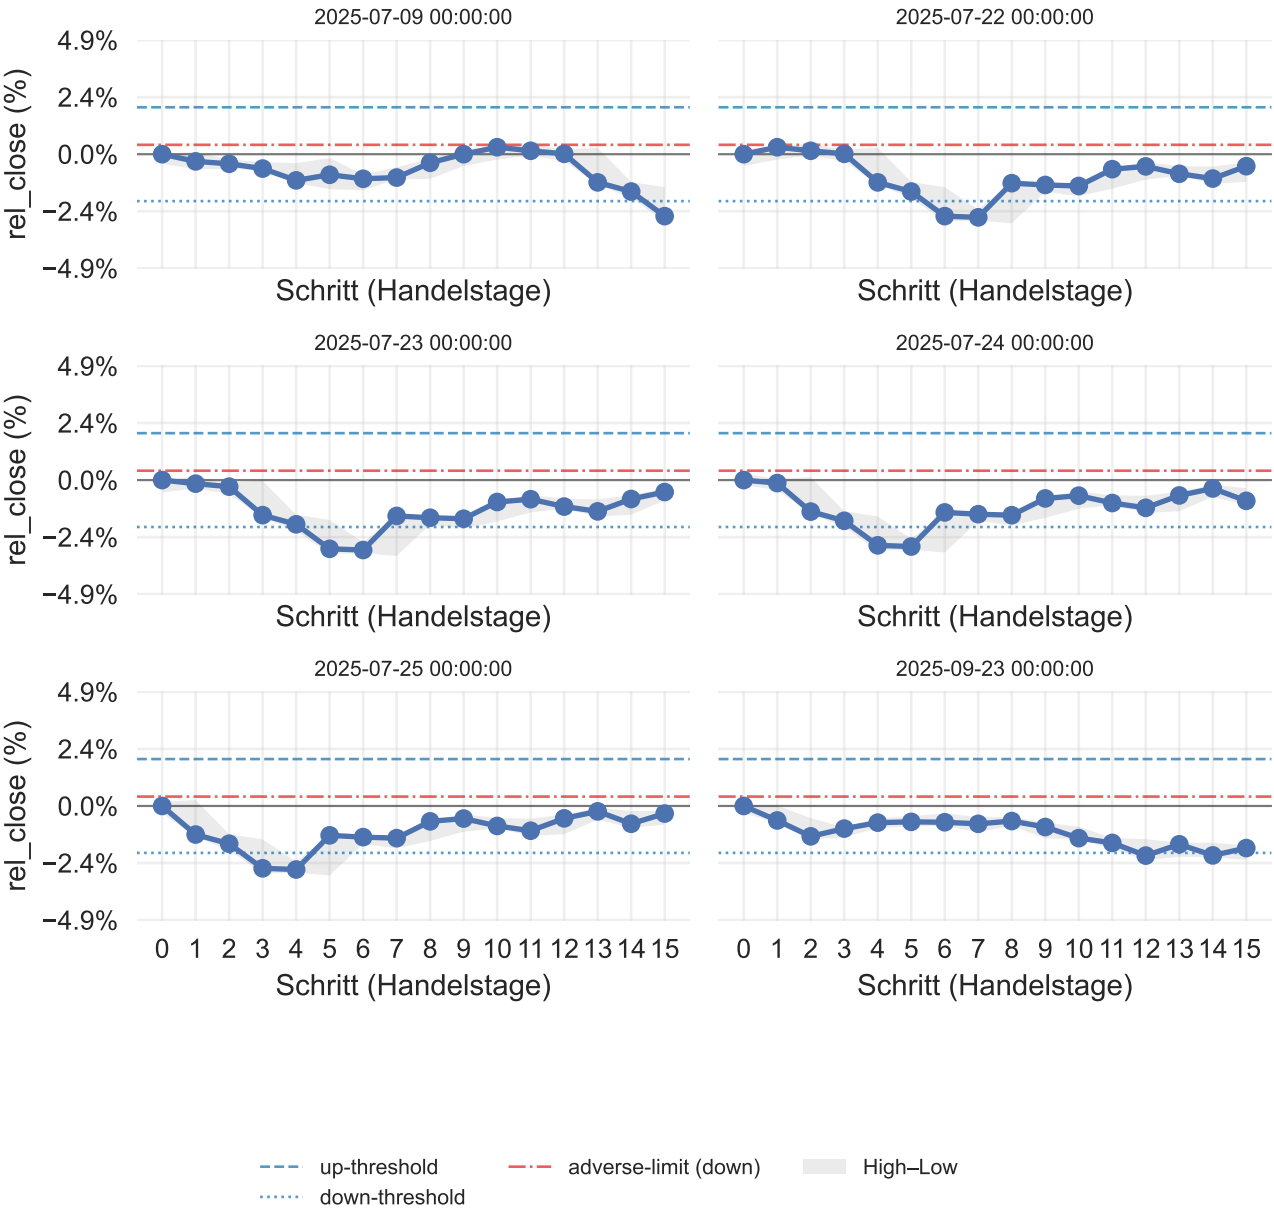 2025-07-09 00:00:00
2025-07-22 00:00:00
4.9%
2.4%
0.0%
−2.4%
−4.9%
rel_close (%)
Schritt (Handelstage)
Schritt (Handelstage)
2025-07-23 00:00:00
2025-07-24 00:00:00
4.9%
2.4%
0.0%
−2.4%
−4.9%
rel_close (%)
Schritt (Handelstage)
Schritt (Handelstage)
2025-07-25 00:00:00
2025-09-23 00:00:00
4.9%
2.4%
0.0%
−2.4%
−4.9%
rel_close (%)
0 1 2 3 4 5 6 7 8 9 10 11 12 13 14 15
0 1 2 3 4 5 6 7 8 9 10 11 12 13 14 15
Schritt (Handelstage)
Schritt (Handelstage)
up-threshold
down-threshold
adverse-limit (down)
High–Low